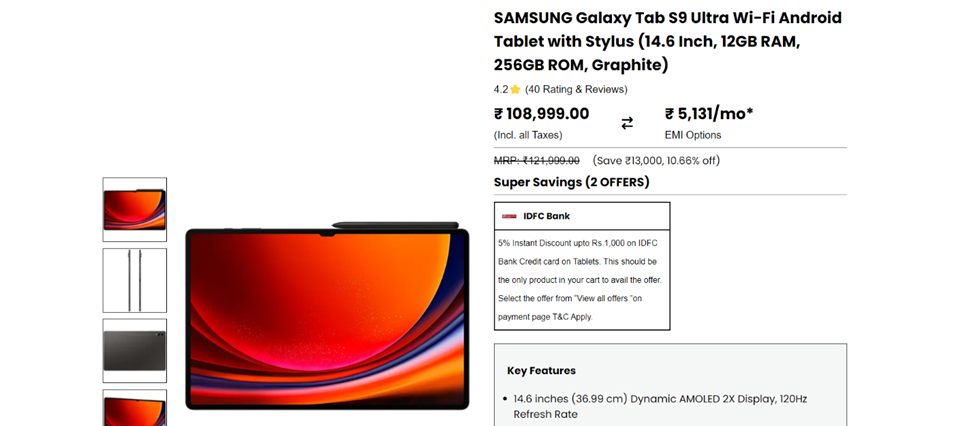 SAMSUNG Galaxy Tab S9 Ultra Wi-Fi Android
Tablet with Stylus (14.6 Inch, 12GB RAM,
256GB ROM, Graphite)
4.2⭐ (40 Rating & Reviews)
₹ 108,999.00 ₹ 5,131/mo*
(Incl. all Taxes) EMI Options
MRP: ₹121,999.00 (Save ₹13,000, 10.66% off)
Super Savings (2 OFFERS)
IDFC Bank
5% Instant Discount upto Rs.1,000 on IDFC
Bank Credit card on Tablets. This should be
the only product in your cart to avail the offer.
Select the offer from "View all offers "on
payment page T&C Apply.
Key Features
• 14.6 inches (36.99 cm) Dynamic AMOLED 2X Display, 120Hz
Refresh Rate